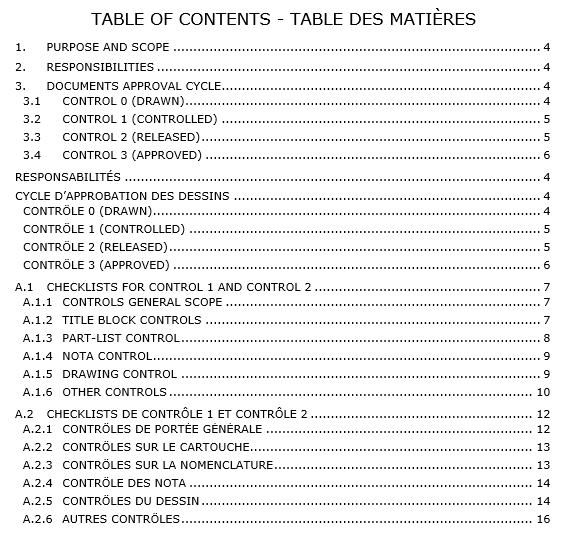 TABLE OF CONTENTS - TABLE DES MATIÈRES
1. PURPOSE AND SCOPE ........ 4
2. RESPONSIBILITIES ........ 4
3. DOCUMENTS APPROVAL CYCLE........ 4
3.1 CONTROL 0 (DRAWN)........ 4
3.2 CONTROL 1 (CONTROLLED) ........ 5
3.3 CONTROL 2 (RELEASED)........ 5
3.4 CONTROL 3 (APPROVED) ........ 6
RESPONSABILITÉS ........ 4
CYCLE D'APPROBATION DES DESSINS ........ 4
CONTRÔLE 0 (DRAWN)........ 4
CONTRÔLE 1 (CONTROLLED) ........ 5
CONTRÔLE 2 (RELEASED)........ 5
CONTRÔLE 3 (APPROVED) ........ 6
A.1 CHECKLISTS FOR CONTROL 1 AND CONTROL 2 ........ 7
A.1.1 CONTROLS GENERAL SCOPE ........ 7
A.1.2 TITLE BLOCK CONTROLS ........ 7
A.1.3 PART-LIST CONTROL........ 8
A.1.4 NOTA CONTROL........ 9
A.1.5 DRAWING CONTROL ........ 9
A.1.6 OTHER CONTROLS........ 10
A.2 CHECKLISTS DE CONTRÔLE 1 ET CONTRÔLE 2 ........ 12
A.2.1 CONTRÔLES DE PORTÉE GÉNÉRALE ........ 12
A.2.2 CONTRÔLES SUR LE CARTOUCHE........ 13
A.2.3 CONTRÔLES SUR LA NOMENCLATURE........ 13
A.2.4 CONTRÔLE DES NOTA ........ 14
A.2.5 CONTRÔLES DU DESSIN........ 14
A.2.6 AUTRES CONTRÔLES........ 16